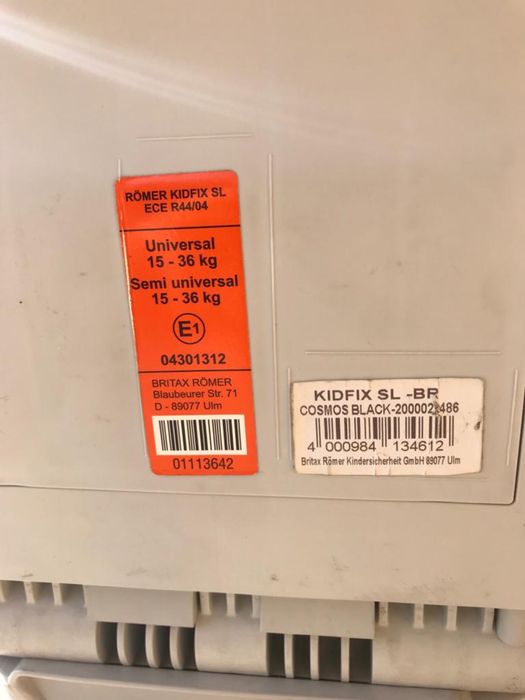 RÖMER KIDFIX SL
ECE R44/04
Universal
15 - 36 kg
Semi universal
15 - 36 kg
E1
04301312
BRITAX RÖMER
Blaubeurer Str. 71
D - 89077 Ulm
01113642
KIDFIX SL -BR
COSMOS BLACK-2000022486
4 000984 134612
Britax Römer Kindersicherheit GmbH 89077 Ulm